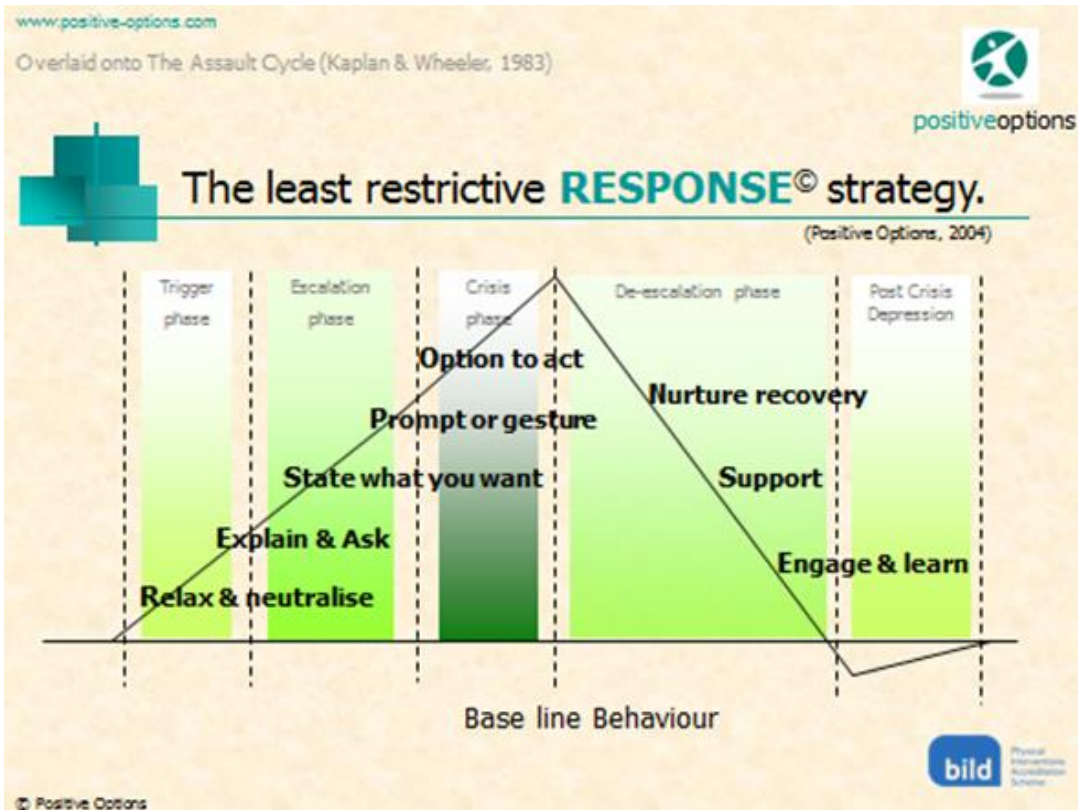 www.positive-options.com
Overlaid onto The Assault Cycle (Kaplan & Wheeler, 1983)
positiveoptions
The least restrictive RESPONSE© strategy.
(Positive Options, 2004)
Trigger
phase
Escalation
phase
Crisis
phase
De-escalation phase
Post Crisis
Depression
Option to act
Prompt or gesture
State what you want
Explain & Ask
Relax & neutralise
Nurture recovery
Support
Engage & learn
Base line Behaviour
bild
Physical
Interventions
Accreditation
Scheme
© Positive Options